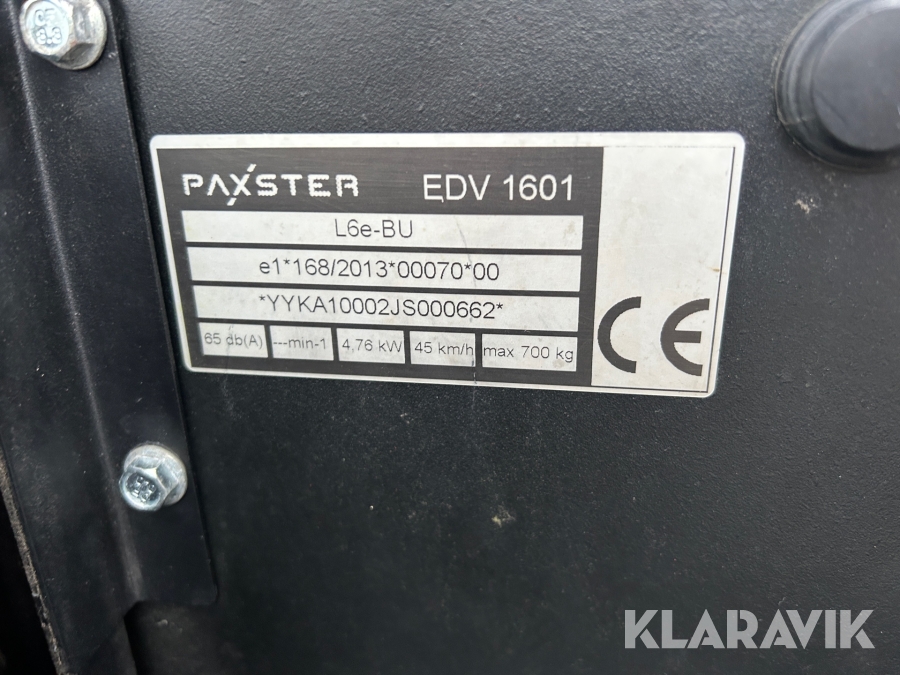 PAXSTER EDV 1601
L6e-BU
e1*168/2013*00070*00
*YYKA10002JS000662*
65 db(A) ---min-1 4,76 kW 45 km/h max 700 kg
CE
KLARAVIK